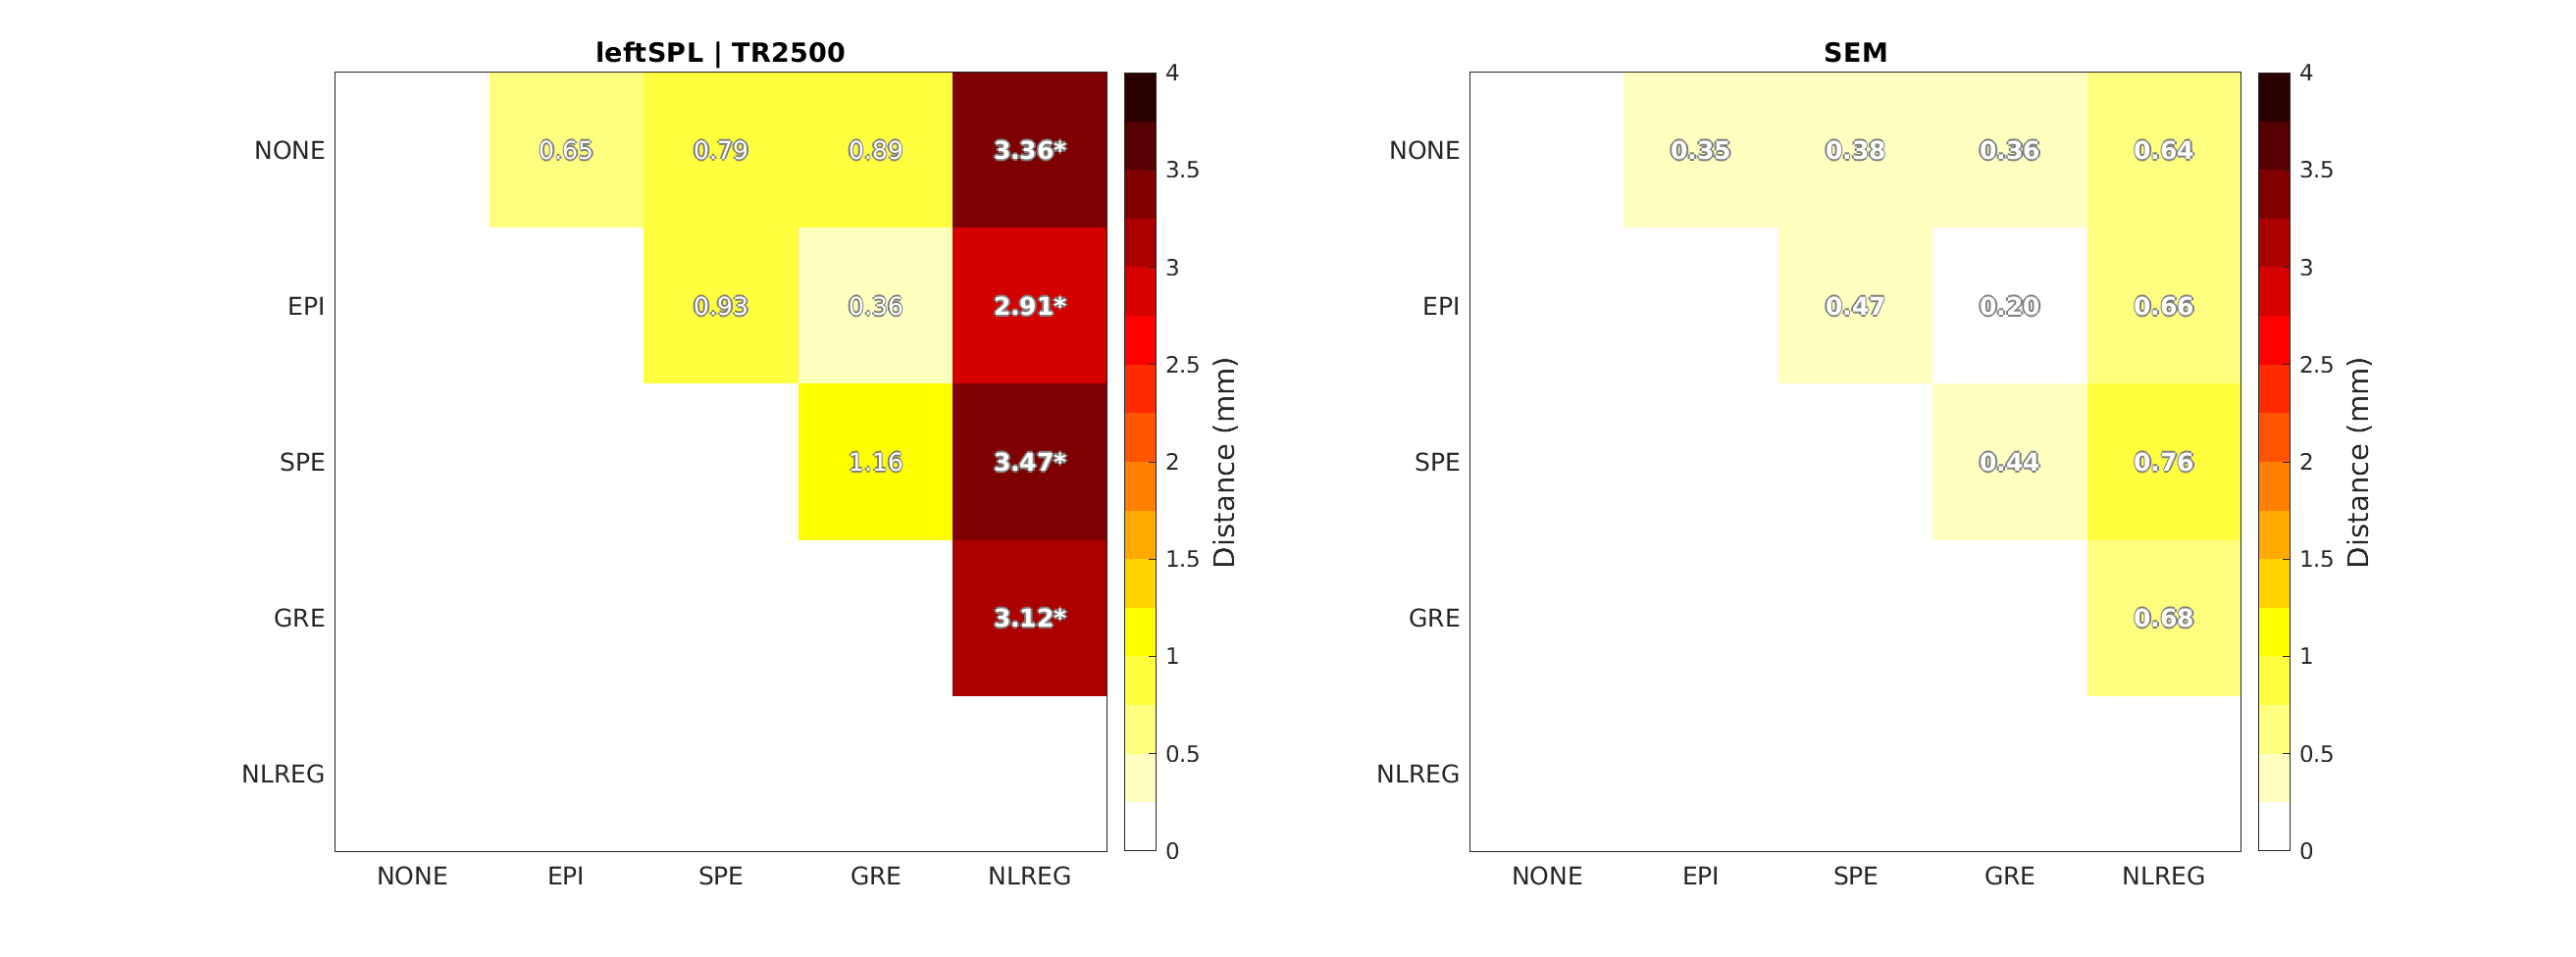 leftSPL | TR2500
NONE
EPI
SPE
GRE
NLREG
0.65
0.79
0.89
3.36*
0.93
0.36
2.91*
1.16
3.47*
3.12*
NONE
EPI
SPE
GRE
NLREG
4
3.5
3
2.5
2
1.5
1
0.5
0
Distance (mm)
SEM
NONE
EPI
SPE
GRE
NLREG
0.35
0.38
0.36
0.64
0.47
0.20
0.66
0.44
0.76
0.68
NONE
EPI
SPE
GRE
NLREG
4
3.5
3
2.5
2
1.5
1
0.5
0
Distance (mm)